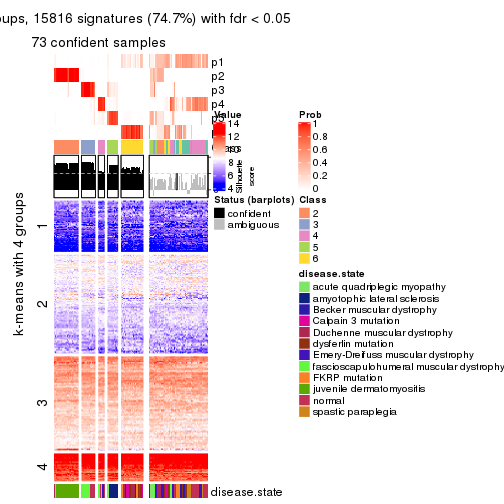 oups, 15816 signatures (74.7%) with fdr < 0.05
73 confident samples
p1
p2
p3
p4
Value
14
12
8
6
4
Silhouette
score
Prob
1
0.8
0.6
0.4
0.2
0
Status (barplots)
confident
ambiguous
Class
2
3
4
5
6
disease.state
acute quadriplegic myopathy
amyotophic lateral sclerosis
Becker muscular dystrophy
Calpain 3 mutation
Duchenne muscular dystrophy
dysferlin mutation
Emery-Dreifuss muscular dystrophy
fascioscapulohumeral muscular dystrophy
FKRP mutation
juvenile dermatomyositis
normal
spastic paraplegia
k-means with 4 groups
1
2
3
4
disease.state